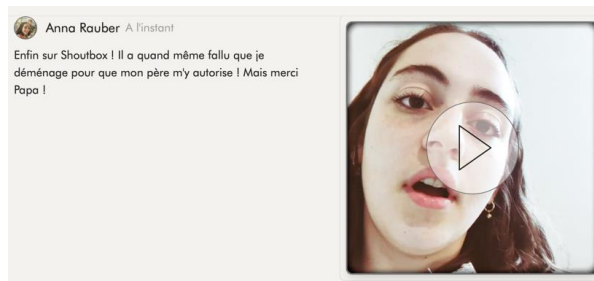 Anna Rauber A l'instant
Enfin sur Shoutbox ! Il a quand même fallu que je
déménage pour que mon père m'y autorise ! Mais merci
Papa !